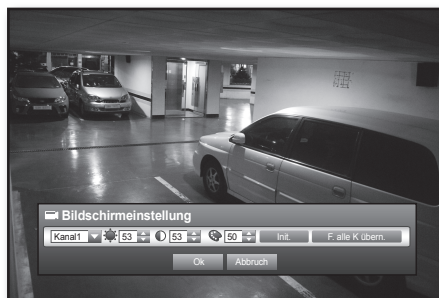 Bildschirmeinstellung
Kanal1 53 53 50 Init. F. alle K übern.
Ok Abbruch